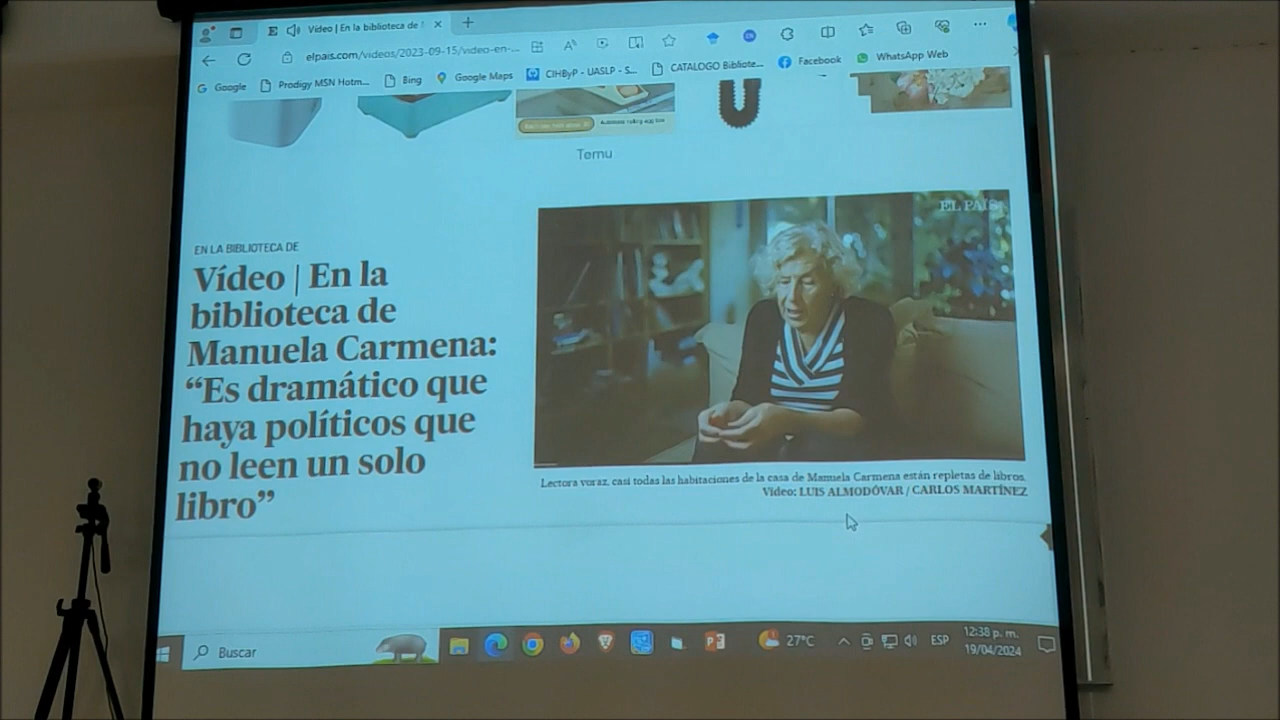 Vídeo | En la biblioteca de
elpais.com/videos/2023-09-15/video-en-...
Google
Prodigy MSN Hotm...
Bing
Google Maps
CIHByP - UASLP - S...
CATALOGO Bibliote...
Facebook
WhatsApp Web
Temu
EN LA BIBLIOTECA DE
Vídeo | En la
biblioteca de
Manuela Carmena:
“Es dramático que
haya políticos que
no leen un solo
libro”
EL PAÍS
Lectora voraz, casi todas las habitaciones de la casa de Manuela Carmena están repletas de libros.
Vídeo: LUIS ALMODÓVAR / CARLOS MARTÍNEZ
Buscar
27°C
ESP
12:38 p. m.
19/04/2024